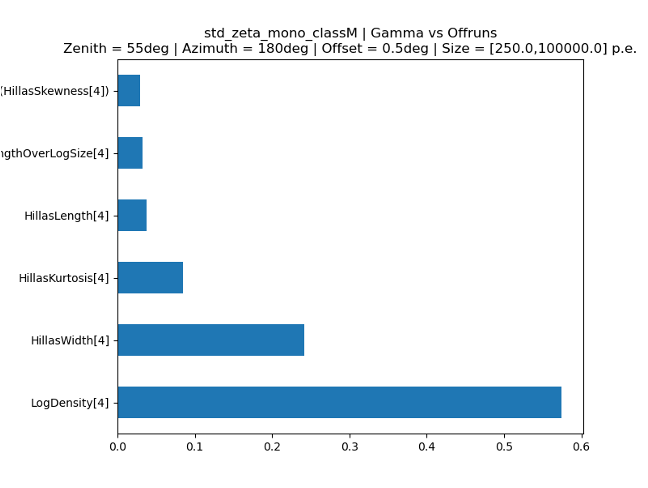 std_zeta_mono_classM | Gamma vs Offruns
Zenith = 55deg | Azimuth = 180deg | Offset = 0.5deg | Size = [250.0,100000.0] p.e.
(HillasSkewness[4])
ngthOverLogSize[4]
HillasLength[4]
HillasKurtosis[4]
HillasWidth[4]
LogDensity[4]
0.0 0.1 0.2 0.3 0.4 0.5 0.6